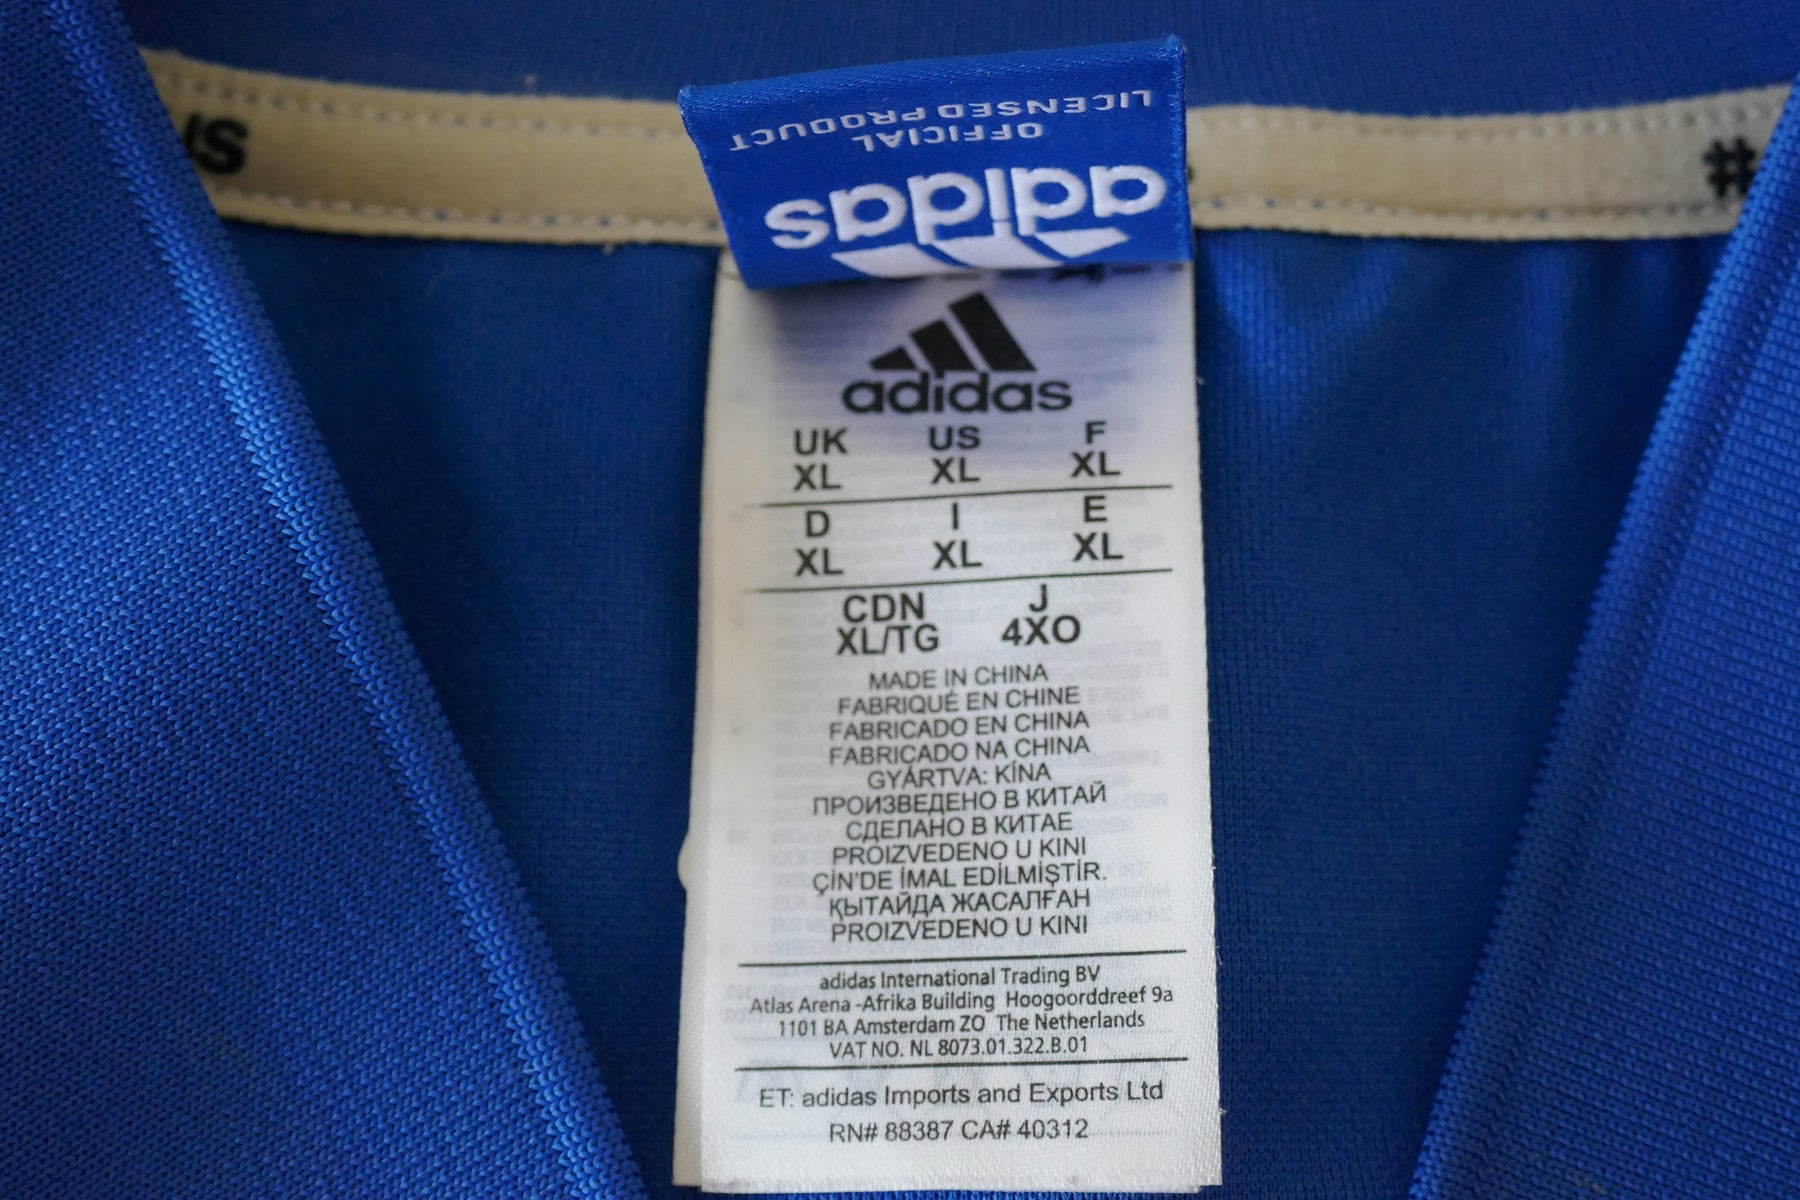 LICENSED PRODUCT
OFFICIAL
adidas
adidas
UK US F
XL XL XL
D I E
XL XL XL
CDN J
XL/TG 4XO
MADE IN CHINA
FABRIQUÉ EN CHINE
FABRICADO EN CHINA
FABRICADO NA CHINA
GYÁRTVA: KÍNA
ПРОИЗВЕДЕНО В КИТАЙ
СДЕЛАНО В КИТАЕ
PROIZVEDENO U KINI
ÇİN'DE İMAL EDİLMİŞTİR.
ҚЫТАЙДА ЖАСАЛҒАН
PROIZVEDENO U KINI
adidas International Trading BV
Atlas Arena -Afrika Building Hoogoorddreef 9a
1101 BA Amsterdam ZO The Netherlands
VAT NO. NL 8073.01.322.B.01
ET: adidas Imports and Exports Ltd
RN# 88387 CA# 40312